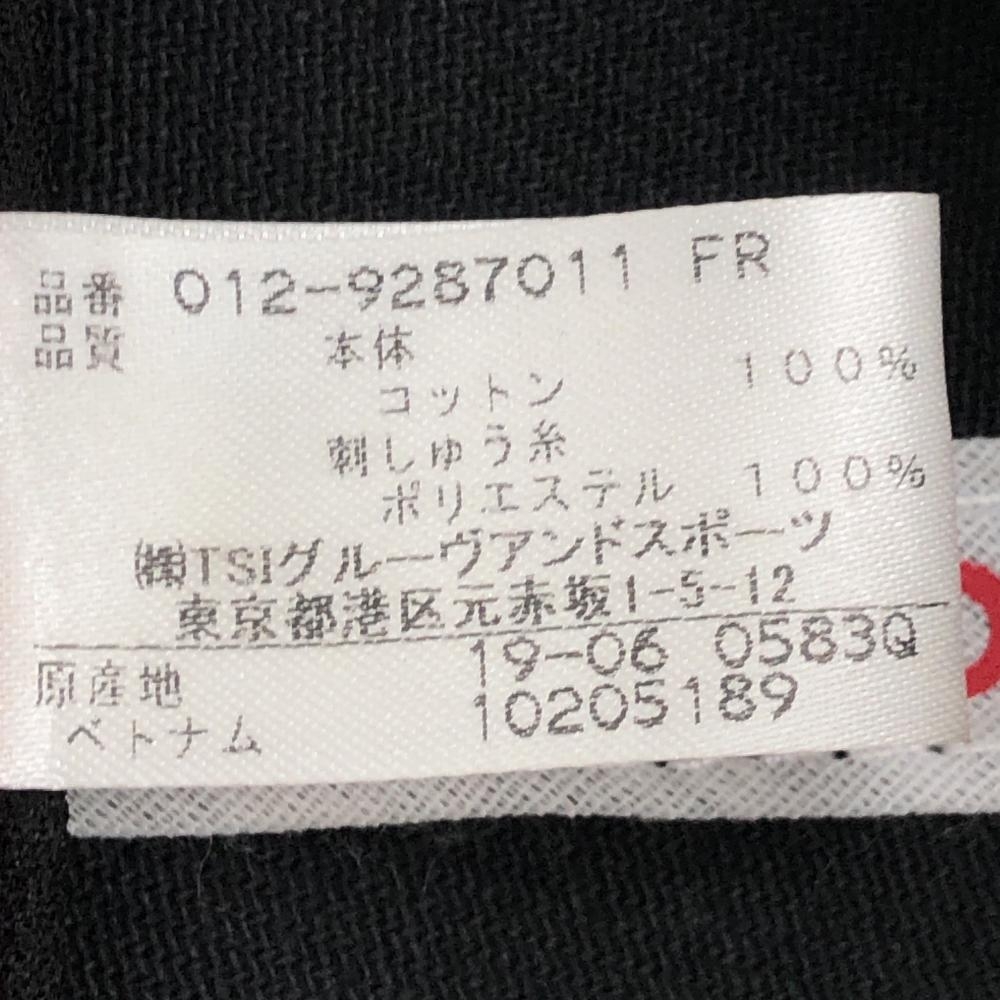 品番 012-9287011 FR
品質 本体
コットン 100%
刺しゅう糸
ポリエステル 100%
㈱TSIグルーヴアンドスポーツ
東京都港区元赤坂1-5-12
原産地 19-06 0583Q
ベトナム 10205189